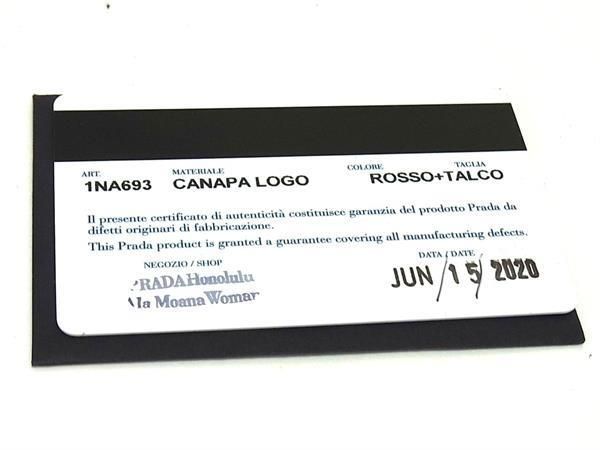 ART. MATERIALE COLORE TAGLIA
1NA693 CANAPA LOGO ROSSO+TALCO
Il presente certificato di autenticità costituisce garanzia del prodotto Prada da
difetti originari di fabbricazione.
This Prada product is granted a guarantee covering all manufacturing defects.
NEGOZIO / SHOP DATA / DATE
PRADA Honolulu JUN / 15 / 2020
Ala Moana Woman